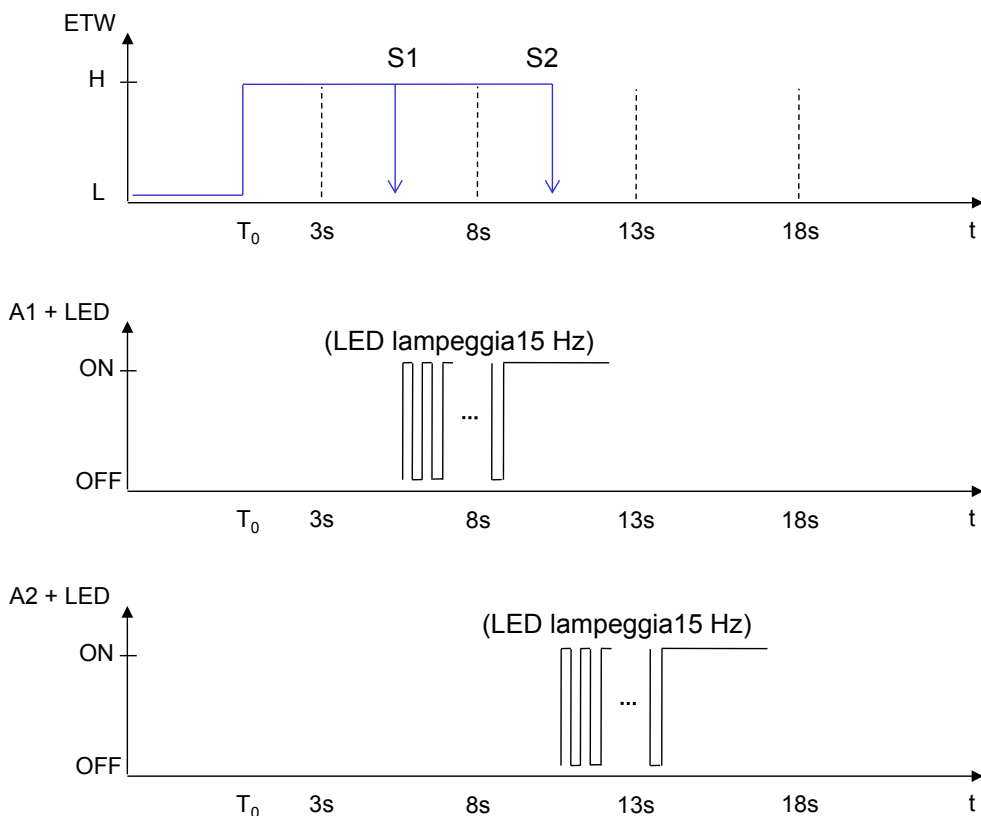 ETW
S1 S2
H
L
T0 3s 8s 13s 18s t
A1 + LED
(LED lampeggia15 Hz)
ON
...
OFF
T0 3s 8s 13s 18s t
A2 + LED
(LED lampeggia15 Hz)
ON
...
OFF
T0 3s 8s 13s 18s t